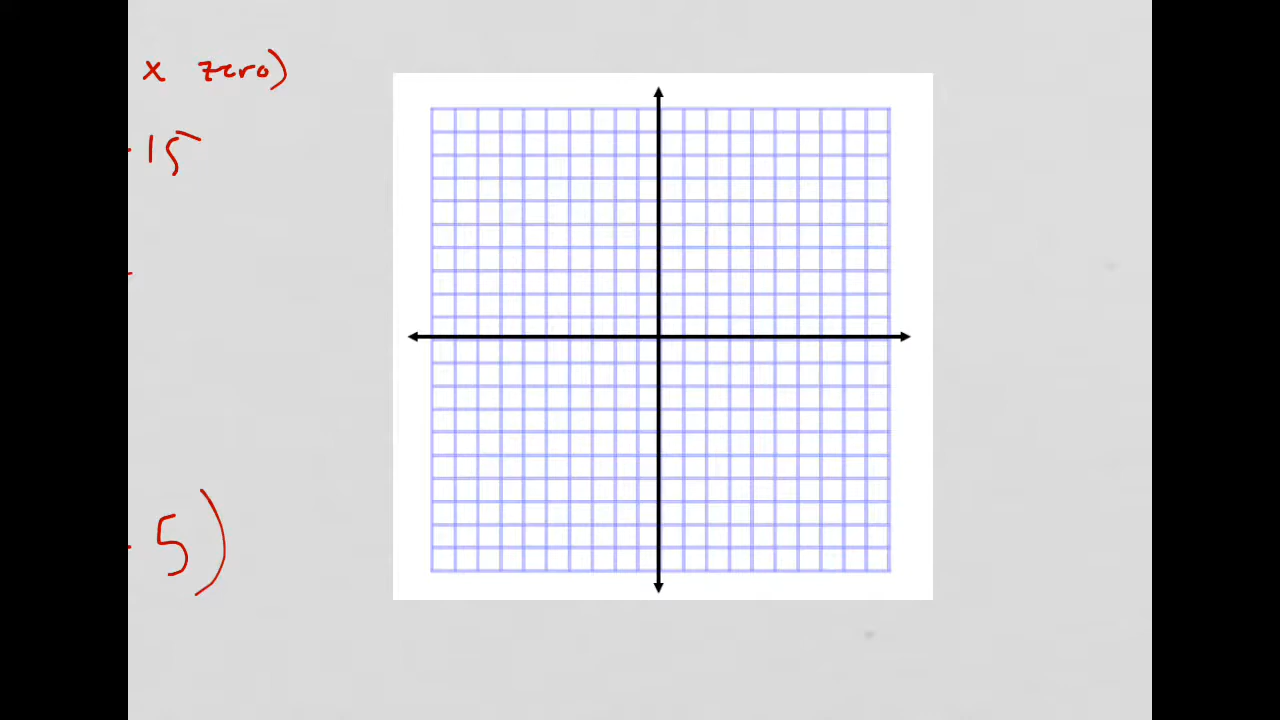 x zero)
- 15
-
- 5)